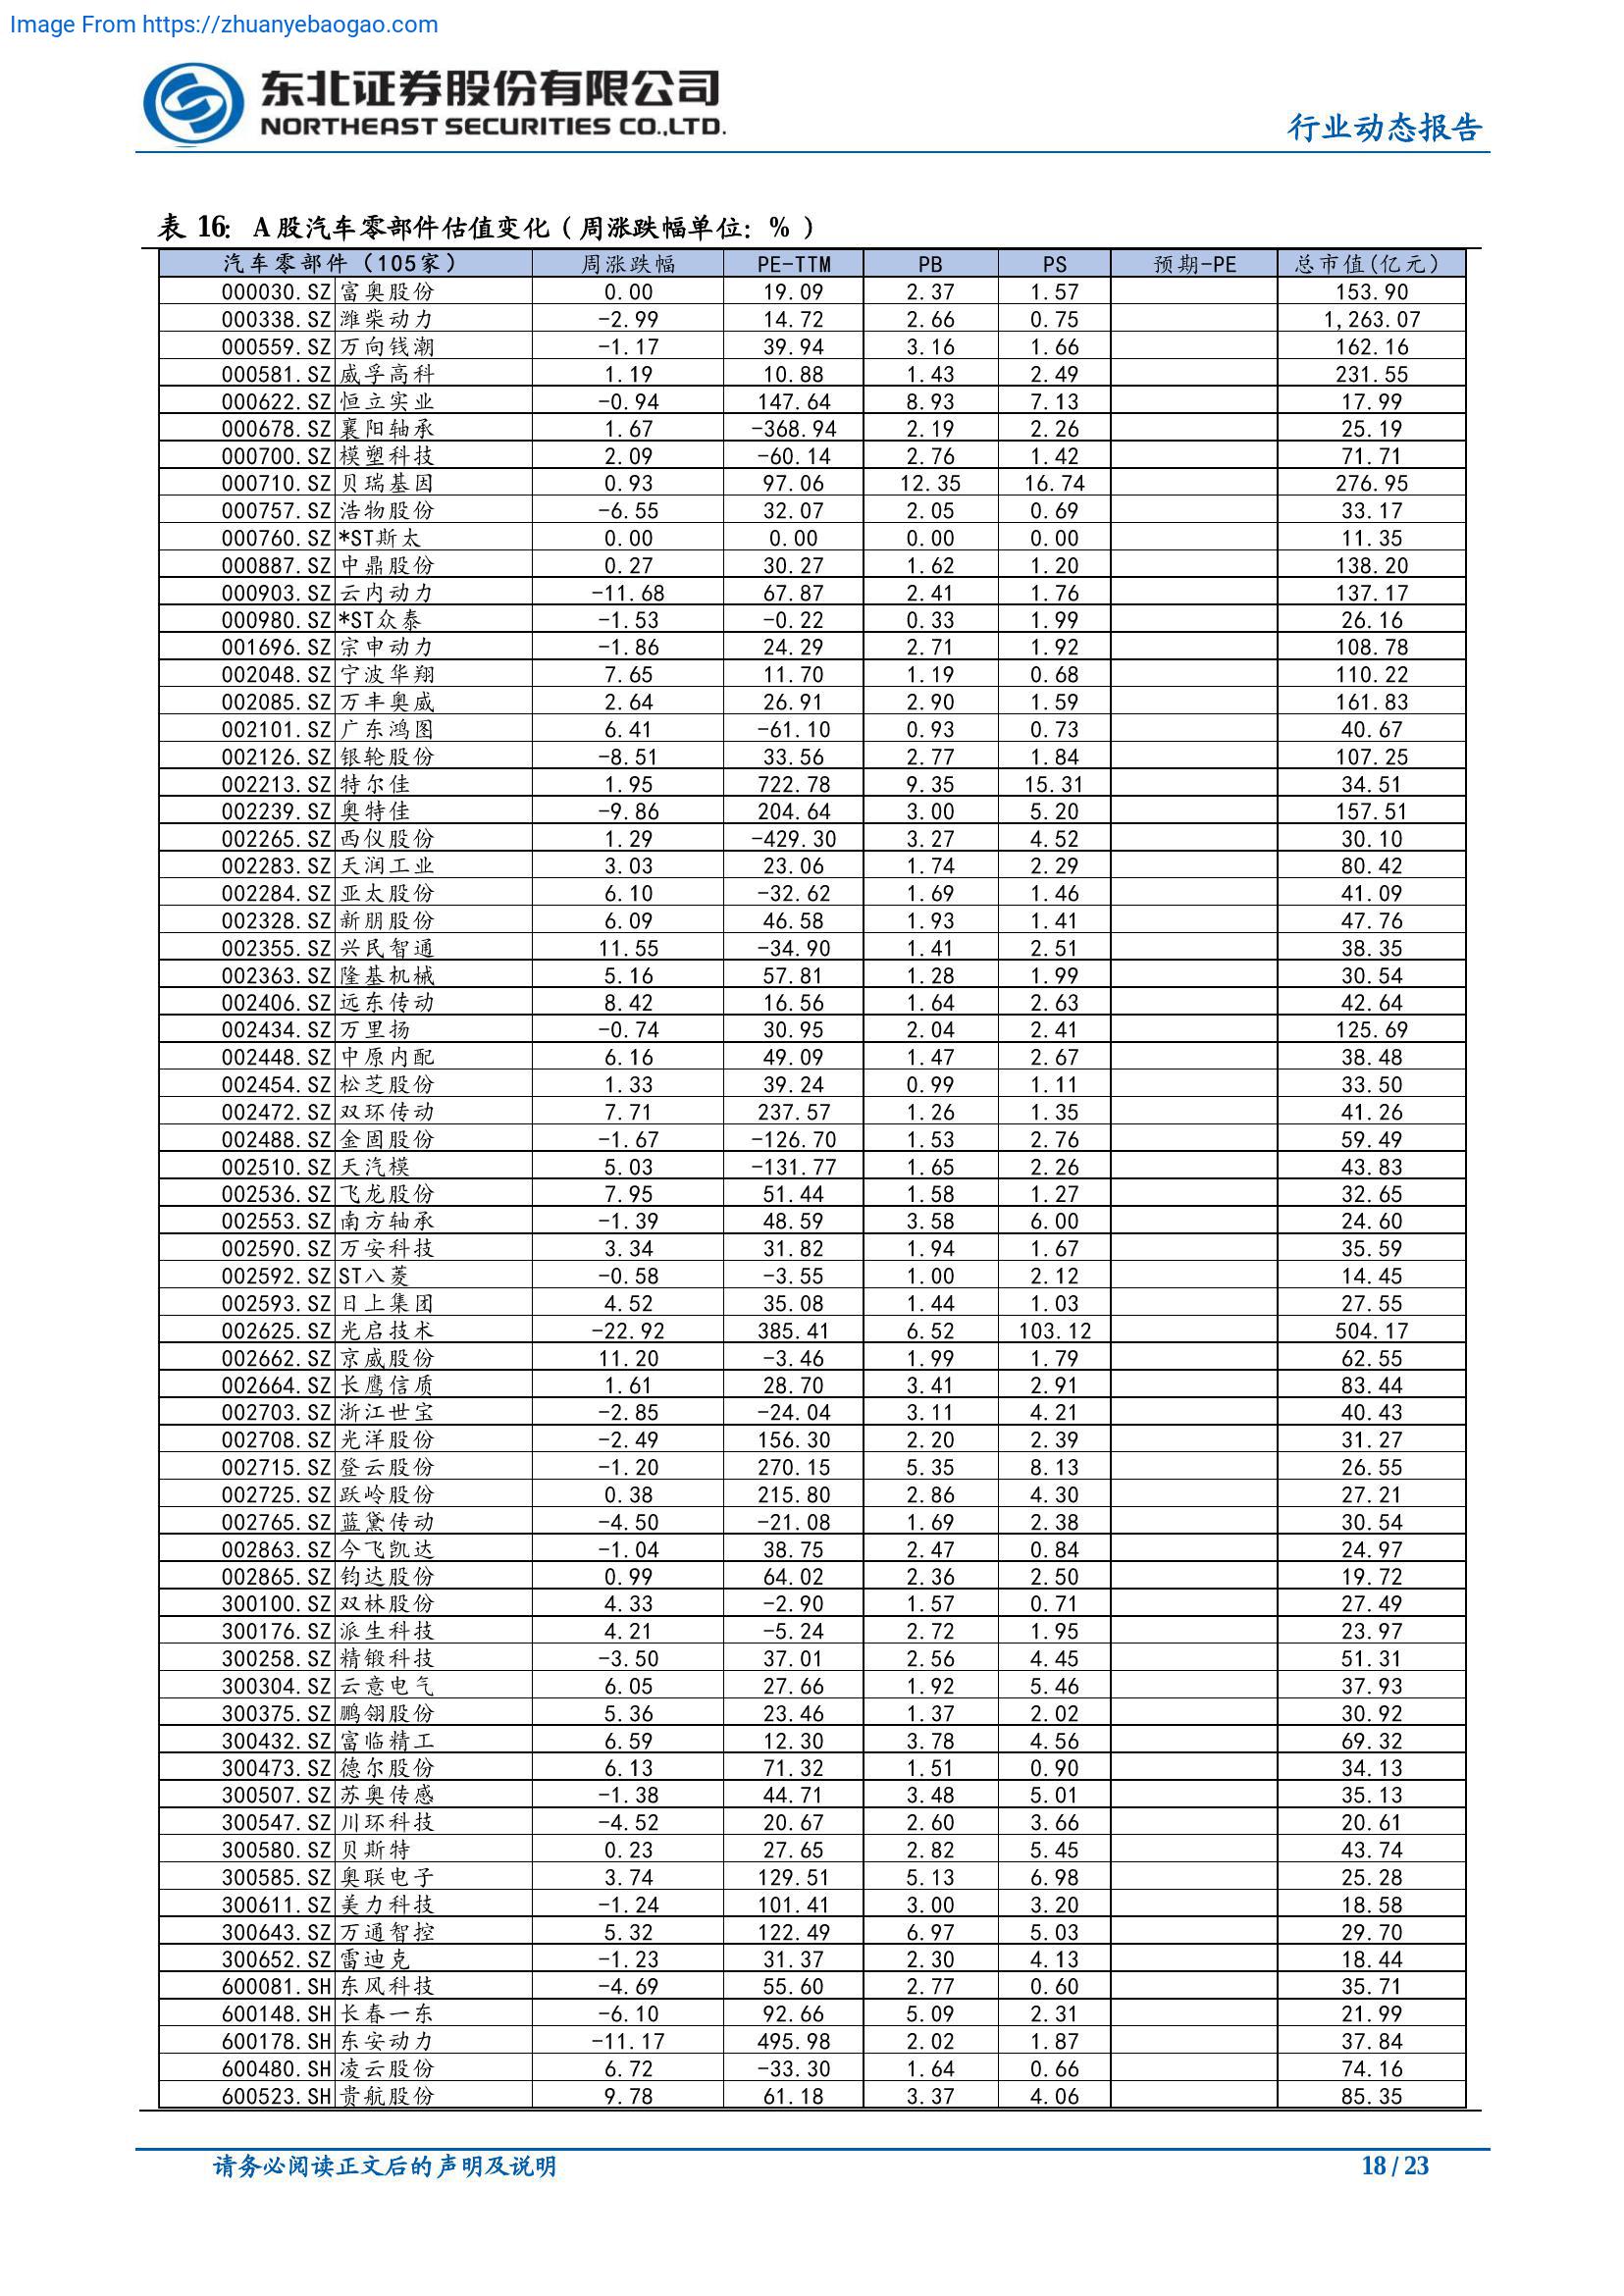 Image From https://zhuanyebaogao.com
东北证券股份有限公司
NORTHEAST SECURITIES CO.,LTD.
行业动态报告
表 16: A 股汽车零部件估值变化（周涨跌幅单位：%）
汽车零部件（105家） 周涨跌幅 PE-TTM PB PS 预期-PE 总市值(亿元)
000030.SZ 富奥股份 0.00 19.09 2.37 1.57 153.90
000338.SZ 潍柴动力 -2.99 14.72 2.66 0.75 1,263.07
000559.SZ 万向钱潮 -1.17 39.94 3.16 1.66 162.16
000581.SZ 威孚高科 1.19 10.88 1.43 2.49 231.55
000622.SZ 恒立实业 -0.94 147.64 8.93 7.13 17.99
000678.SZ 襄阳轴承 1.67 -368.94 2.19 2.26 25.19
000700.SZ 模塑科技 2.09 -60.14 2.76 1.42 71.71
000710.SZ 贝瑞基因 0.93 97.06 12.35 16.74 276.95
000757.SZ 浩物股份 -6.55 32.07 2.05 0.69 33.17
000760.SZ *ST斯太 0.00 0.00 0.00 0.00 11.35
000887.SZ 中鼎股份 0.27 30.27 1.62 1.20 138.20
000903.SZ 云内动力 -11.68 67.87 2.41 1.76 137.17
000980.SZ *ST众泰 -1.53 -0.22 0.33 1.99 26.16
001696.SZ 宗申动力 -1.86 24.29 2.71 1.92 108.78
002048.SZ 宁波华翔 7.65 11.70 1.19 0.68 110.22
002085.SZ 万丰奥威 2.64 26.91 2.90 1.59 161.83
002101.SZ 广东鸿图 6.41 -61.10 0.93 0.73 40.67
002126.SZ 银轮股份 -8.51 33.56 2.77 1.84 107.25
002213.SZ 特尔佳 1.95 722.78 9.35 15.31 34.51
002239.SZ 奥特佳 -9.86 204.64 3.00 5.20 157.51
002265.SZ 西仪股份 1.29 -429.30 3.27 4.52 30.10
002283.SZ 天润工业 3.03 23.06 1.74 2.29 80.42
002284.SZ 亚太股份 6.10 -32.62 1.69 1.46 41.09
002328.SZ 新朋股份 6.09 46.58 1.93 1.41 47.76
002355.SZ 兴民智通 11.55 -34.90 1.41 2.51 38.35
002363.SZ 隆基机械 5.16 57.81 1.28 1.99 30.54
002406.SZ 远东传动 8.42 16.56 1.64 2.63 42.64
002434.SZ 万里扬 -0.74 30.95 2.04 2.41 125.69
002448.SZ 中原内配 6.16 49.09 1.47 2.67 38.48
002454.SZ 松芝股份 1.33 39.24 0.99 1.11 33.50
002472.SZ 双环传动 7.71 237.57 1.26 1.35 41.26
002488.SZ 金固股份 -1.67 -126.70 1.53 2.76 59.49
002510.SZ 天汽模 5.03 -131.77 1.65 2.26 43.83
002536.SZ 飞龙股份 7.95 51.44 1.58 1.27 32.65
002553.SZ 南方轴承 -1.39 48.59 3.58 6.00 24.60
002590.SZ 万安科技 3.34 31.82 1.94 1.67 35.59
002592.SZ ST八菱 -0.58 -3.55 1.00 2.12 14.45
002593.SZ 日上集团 4.52 35.08 1.44 1.03 27.55
002625.SZ 光启技术 -22.92 385.41 6.52 103.12 504.17
002662.SZ 京威股份 11.20 -3.46 1.99 1.79 62.55
002664.SZ 长鹰信质 1.61 28.70 3.41 2.91 83.44
002703.SZ 浙江世宝 -2.85 -24.04 3.11 4.21 40.43
002708.SZ 光洋股份 -2.49 156.30 2.20 2.39 31.27
002715.SZ 登云股份 -1.20 270.15 5.35 8.13 26.55
002725.SZ 跃岭股份 0.38 215.80 2.86 4.30 27.21
002765.SZ 蓝黛传动 -4.50 -21.08 1.69 2.38 30.54
002863.SZ 今飞凯达 -1.04 38.75 2.47 0.84 24.97
002865.SZ 钧达股份 0.99 64.02 2.36 2.50 19.72
300100.SZ 双林股份 4.33 -2.90 1.57 0.71 27.49
300176.SZ 派生科技 4.21 -5.24 2.72 1.95 23.97
300258.SZ 精锻科技 -3.50 37.01 2.56 4.45 51.31
300304.SZ 云意电气 6.05 27.66 1.92 5.46 37.93
300375.SZ 鹏翎股份 5.36 23.46 1.37 2.02 30.92
300432.SZ 富临精工 6.59 12.30 3.78 4.56 69.32
300473.SZ 德尔股份 6.13 71.32 1.51 0.90 34.13
300507.SZ 苏奥传感 -1.38 44.71 3.48 5.01 35.13
300547.SZ 川环科技 -4.52 20.67 2.60 3.66 20.61
300580.SZ 贝斯特 0.23 27.65 2.82 5.45 43.74
300585.SZ 奥联电子 3.74 129.51 5.13 6.98 25.28
300611.SZ 美力科技 -1.24 101.41 3.00 3.20 18.58
300643.SZ 万通智控 5.32 122.49 6.97 5.03 29.70
300652.SZ 雷迪克 -1.23 31.37 2.30 4.13 18.44
600081.SH 东风科技 -4.69 55.60 2.77 0.60 35.71
600148.SH 长春一东 -6.10 92.66 5.09 2.31 21.99
600178.SH 东安动力 -11.17 495.98 2.02 1.87 37.84
600480.SH 凌云股份 6.72 -33.30 1.64 0.66 74.16
600523.SH 贵航股份 9.78 61.18 3.37 4.06 85.35
请务必阅读正文后的声明及说明 18 / 23